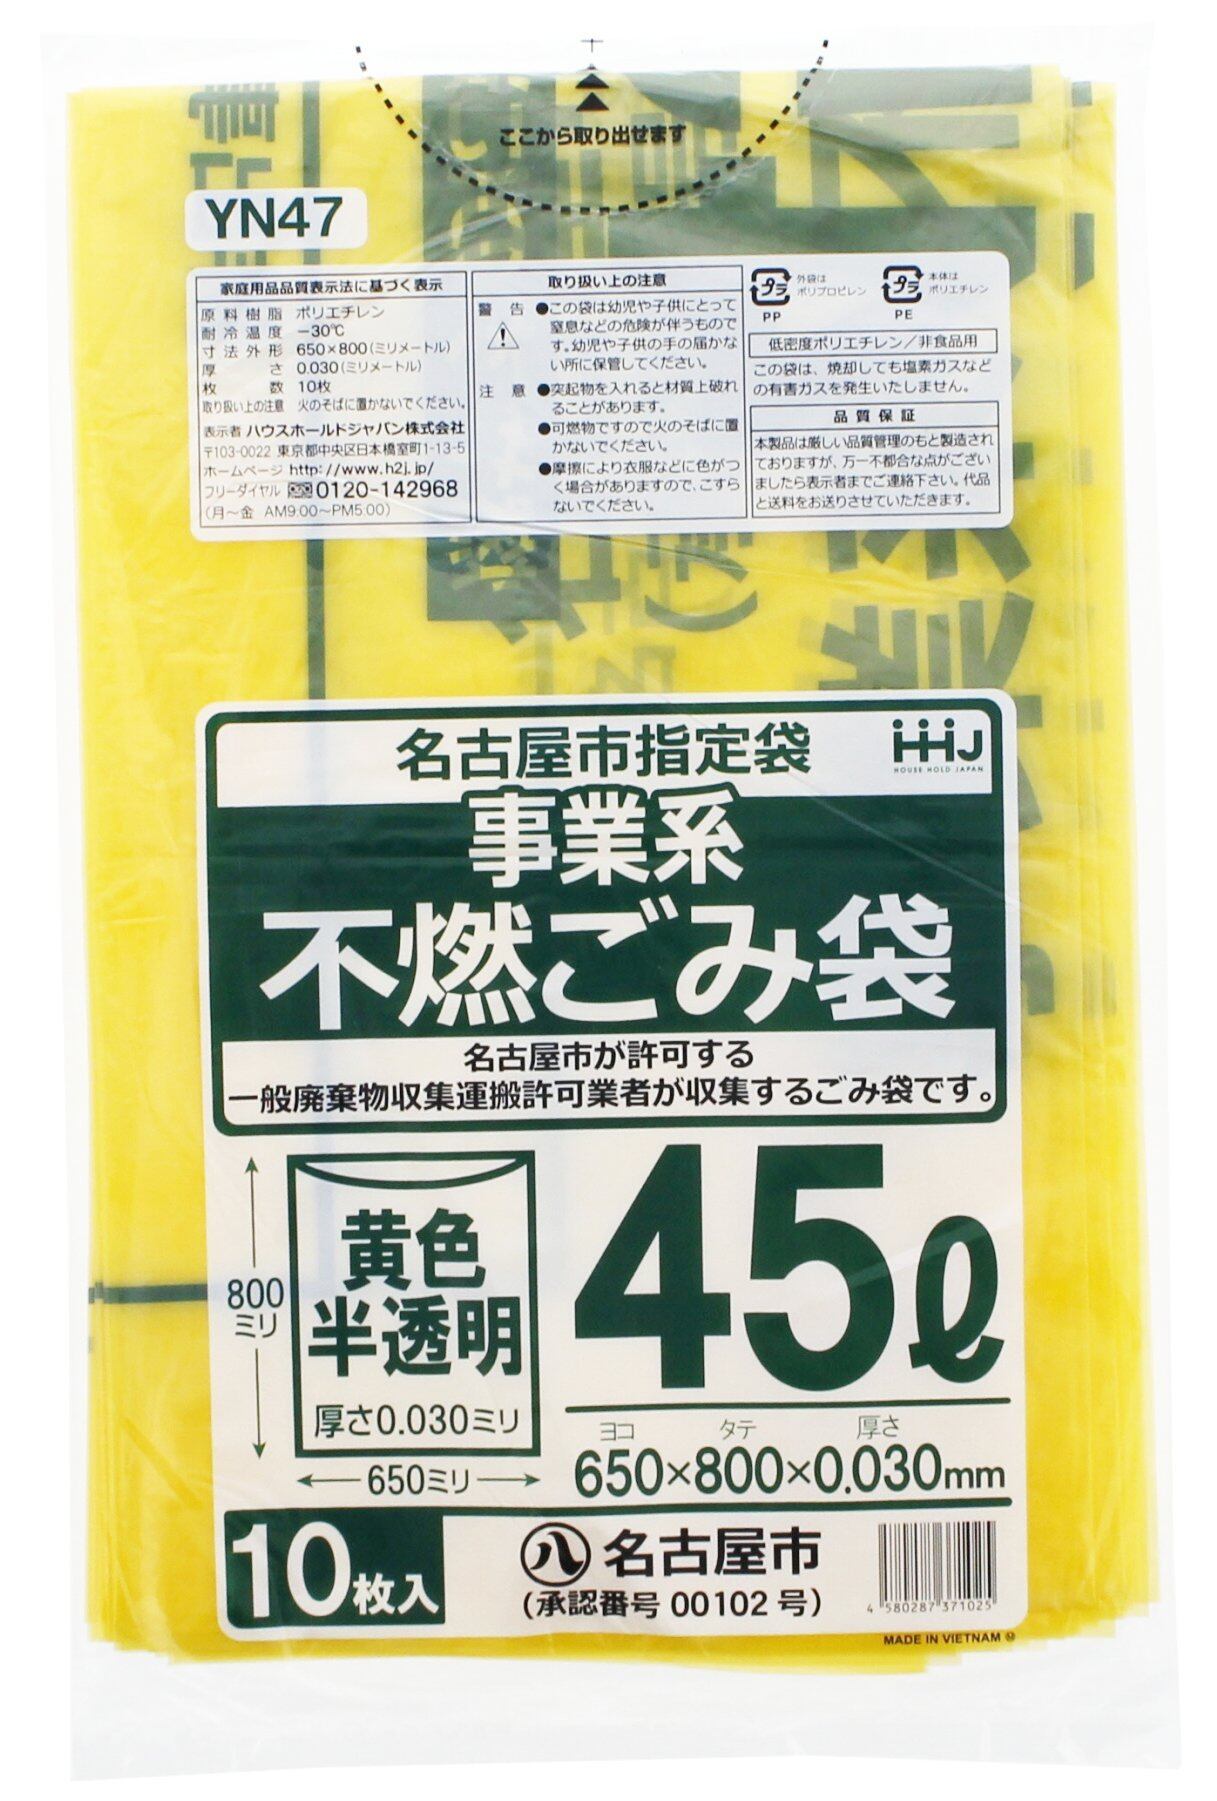 ここから取り出せます
YN47
家庭用品品質表示法に基づく表示
原料樹脂 ポリエチレン
耐冷温度 −30℃
寸法外形 650×800(ミリメートル)
厚さ 0.030(ミリメートル)
枚数 10枚
取り扱い上の注意 火のそばに置かないでください。
表示者 ハウスホールドジャパン株式会社
〒103-0022 東京都中央区日本橋室町1-13-5
ホームページ http://www.h2j.jp/
フリーダイヤル 0120-142968
(月〜金 AM9:00〜PM5:00)
取り扱い上の注意
警告 ●この袋は幼児や子供にとって
窒息などの危険が伴うもので
す。幼児や子供の手の届かな
い所に保管してください。
注意 ●突起物を入れると材質上破れ
ることがあります。
●可燃物ですので火のそばに置
かないでください。
●摩擦により衣服などに色がつ
く場合がありますので、こすら
ないでください。
プラ 外袋は
ポリプロピレン
PP
プラ 本体は
ポリエチレン
PE
低密度ポリエチレン/非食品用
この袋は、焼却しても塩素ガスなど
の有害ガスを発生いたしません。
品質保証
本製品は厳しい品質管理のもと製造され
ておりますが、万一不都合な点がござい
ましたら表示者までご連絡下さい。代品
と送料をお送りさせていただきます。
名古屋市指定袋
HHJ
HOUSE HOLD JAPAN
事業系
不燃ごみ袋
名古屋市が許可する
一般廃棄物収集運搬許可業者が収集するごみ袋です。
800
ミリ
黄色
半透明
厚さ0.030ミリ
650ミリ
45ℓ
ヨコ タテ 厚さ
650×800×0.030mm
10枚入
八 名古屋市
(承認番号 00102 号)
4 580287 371025
MADE IN VIETNAM